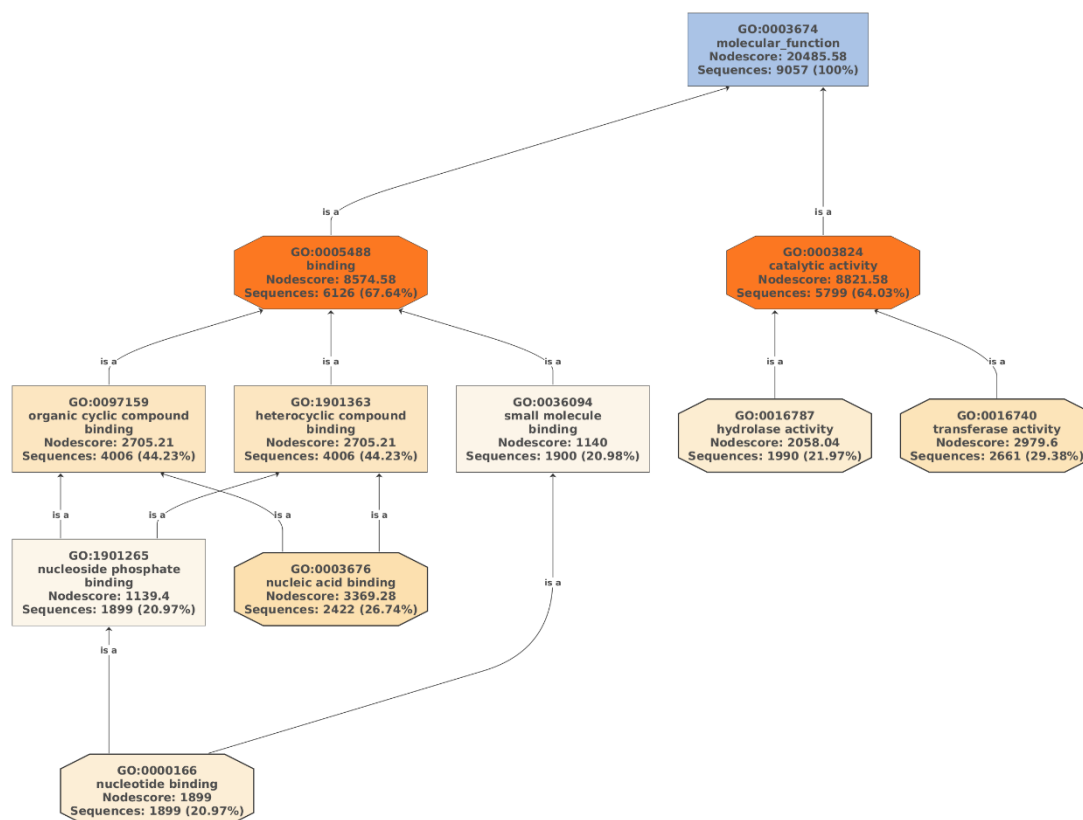 GO:0003674
molecular_function
Nodescore: 20485.58
Sequences: 9057 (100%)
is a
is a
GO:0005488
binding
Nodescore: 8574.58
Sequences: 6126 (67.64%)
GO:0003824
catalytic activity
Nodescore: 8821.58
Sequences: 5799 (64.03%)
is a
is a
is a
is a
is a
GO:0097159
organic cyclic compound
binding
Nodescore: 2705.21
Sequences: 4006 (44.23%)
GO:1901363
heterocyclic compound
binding
Nodescore: 2705.21
Sequences: 4006 (44.23%)
GO:0036094
small molecule
binding
Nodescore: 1140
Sequences: 1900 (20.98%)
GO:0016787
hydrolase activity
Nodescore: 2058.04
Sequences: 1990 (21.97%)
GO:0016740
transferase activity
Nodescore: 2979.6
Sequences: 2661 (29.38%)
is a
is a
is a
is a
GO:1901265
nucleoside phosphate
binding
Nodescore: 1139.4
Sequences: 1899 (20.97%)
GO:0003676
nucleic acid binding
Nodescore: 3369.28
Sequences: 2422 (26.74%)
is a
is a
GO:0000166
nucleotide binding
Nodescore: 1899
Sequences: 1899 (20.97%)